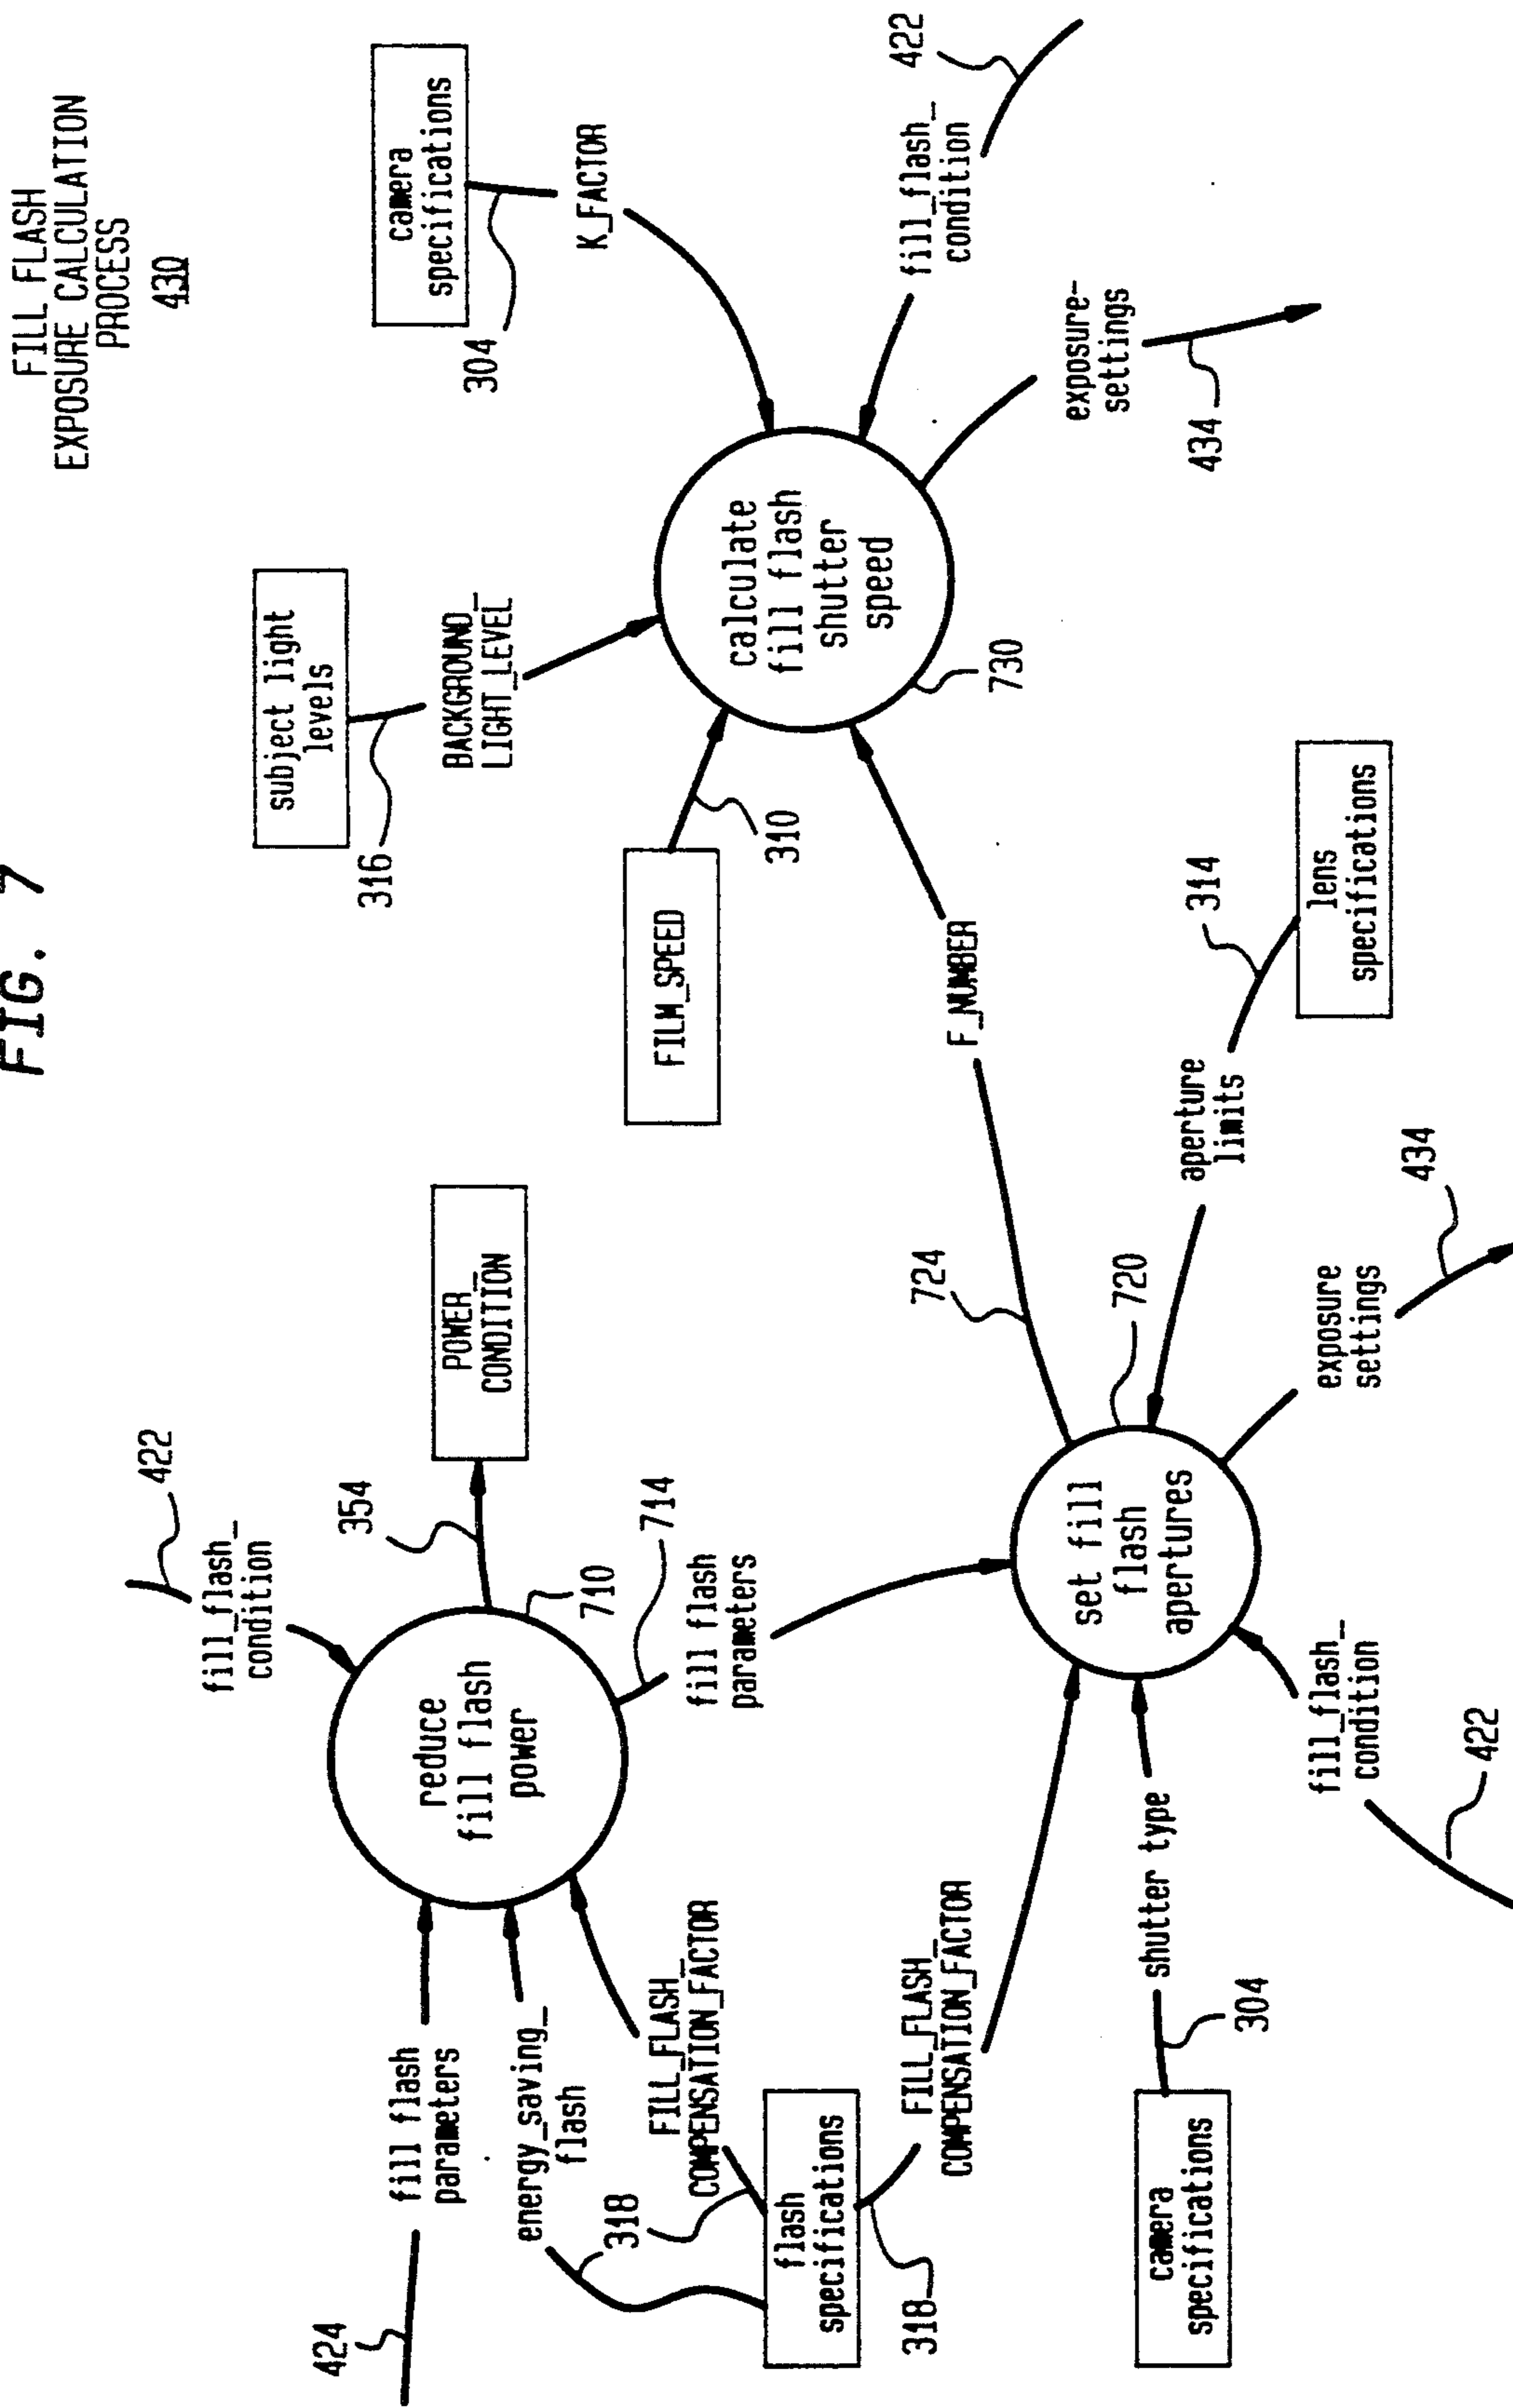 FIG. 7
FILL FLASH
EXPOSURE CALCULATION
PROCESS
430
424
fill flash
parameters
energy_saving_
flash
318
FILL_FLASH_
COMPENSATION_FACTOR
flash
specifications
318
FILL_FLASH_
COMPENSATION_FACTOR
422
fill_flash_
condition
reduce
fill flash
power
710
354
POWER_
CONDITION
714
fill flash
parameters
camera
specifications
304
shutter type
422
fill_flash_
condition
set fill
flash
apertures
720
724
F_NUMBER
aperture
limits
314
lens
specifications
exposure
settings
434
subject light
levels
316
BACKGROUND_
LIGHT_LEVEL
FILM_SPEED
310
calculate
fill flash
shutter
speed
730
camera
specifications
304
K_FACTOR
fill_flash_
condition
422
exposure-
settings
434